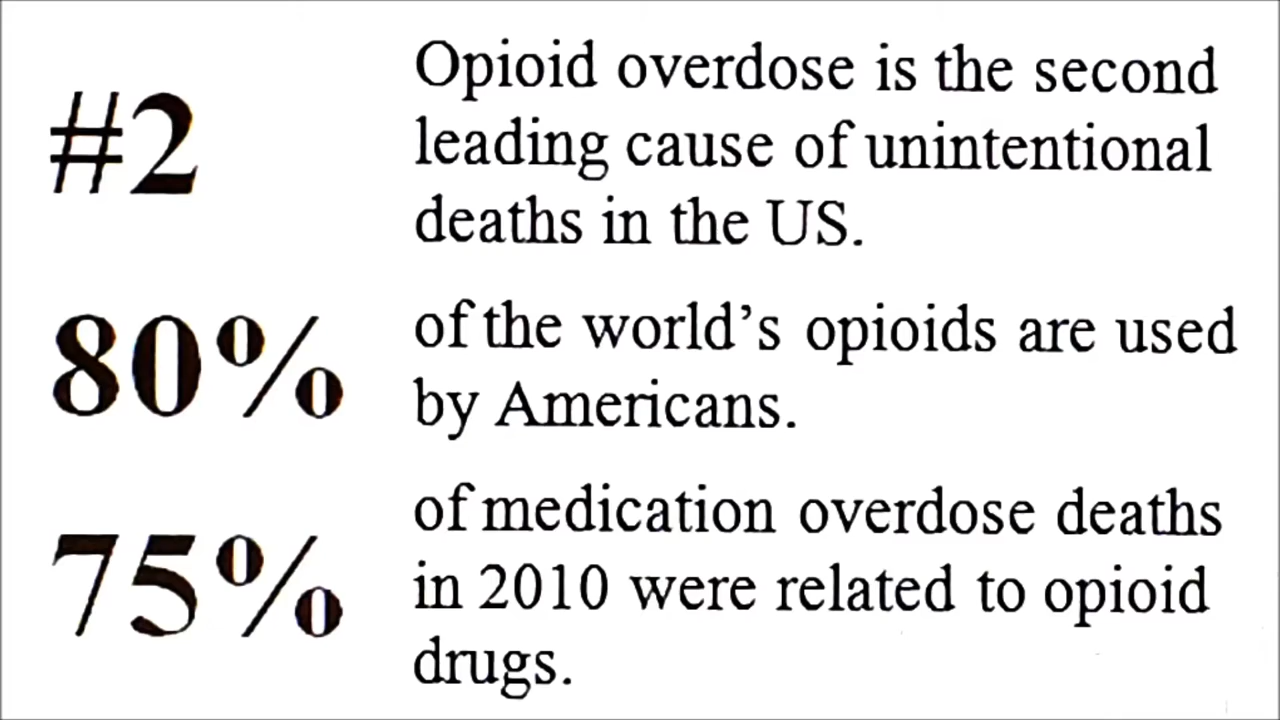 #2
Opioid overdose is the second
leading cause of unintentional
deaths in the US.
80%
of the world's opioids are used
by Americans.
75%
of medication overdose deaths
in 2010 were related to opioid
drugs.